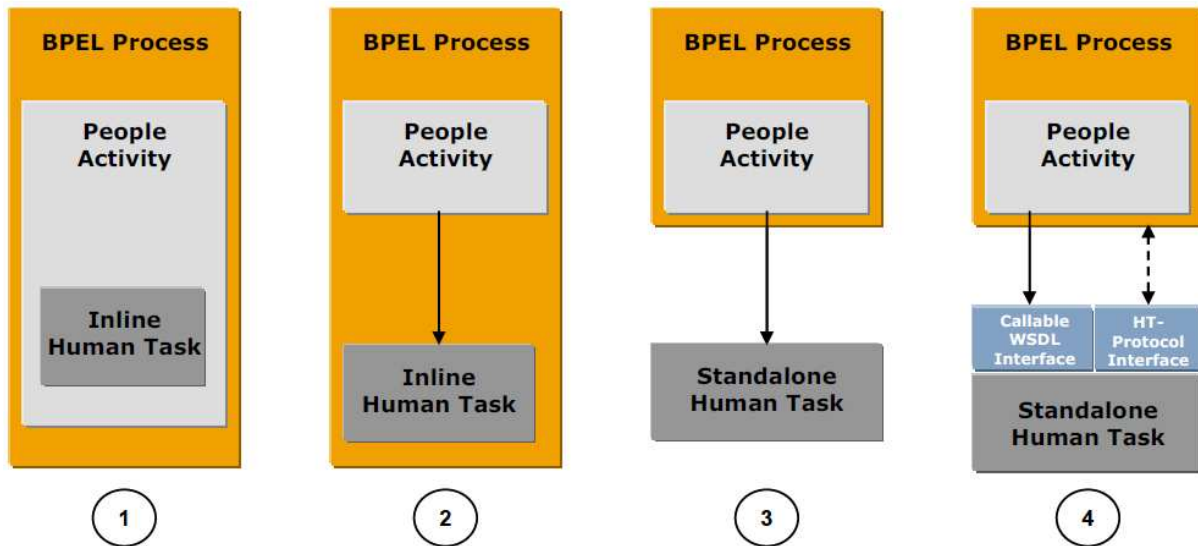 BPEL Process
People
Activity
Inline
Human Task
1
BPEL Process
People
Activity
Inline
Human Task
2
BPEL Process
People
Activity
Standalone
Human Task
3
BPEL Process
People
Activity
Callable
WSDL
Interface
HT-
Protocol
Interface
Standalone
Human Task
4